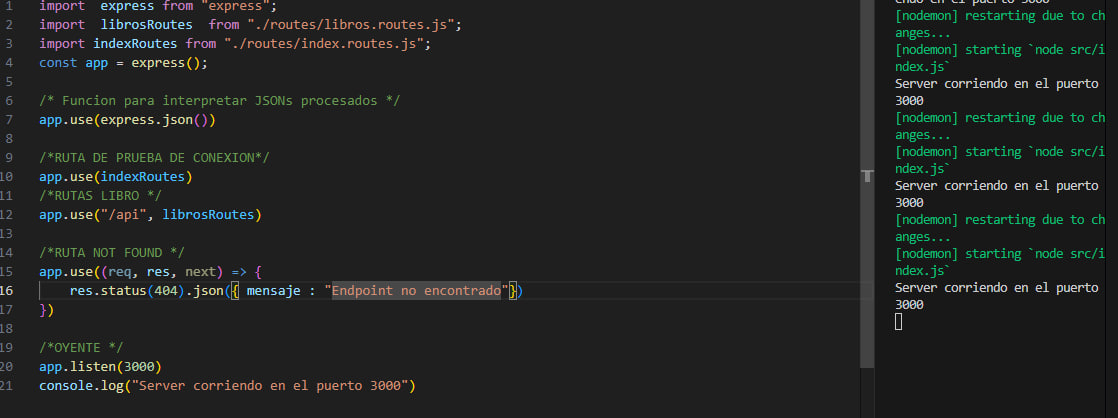 1 import  express from "express";
2 import  librosRoutes  from "./routes/libros.routes.js";
3 import indexRoutes from "./routes/index.routes.js";
4 const app = express();
5
6 /* Funcion para interpretar JSONs procesados */
7 app.use(express.json())
8
9 /*RUTA DE PRUEBA DE CONEXION*/
10 app.use(indexRoutes)
11 /*RUTAS LIBRO */
12 app.use("/api", librosRoutes)
13
14 /*RUTA NOT FOUND */
15 app.use((req, res, next) => {
16     res.status(404).json({ mensaje : "Endpoint no encontrado"})
17 })
18
19 /*OYENTE */
20 app.listen(3000)
21 console.log("Server corriendo en el puerto 3000")
endo en el puerto 3000
[nodemon] restarting due to ch
anges...
[nodemon] starting `node src/i
ndex.js`
Server corriendo en el puerto
3000
[nodemon] restarting due to ch
anges...
[nodemon] starting `node src/i
ndex.js`
Server corriendo en el puerto
3000
[nodemon] restarting due to ch
anges...
[nodemon] starting `node src/i
ndex.js`
Server corriendo en el puerto
3000